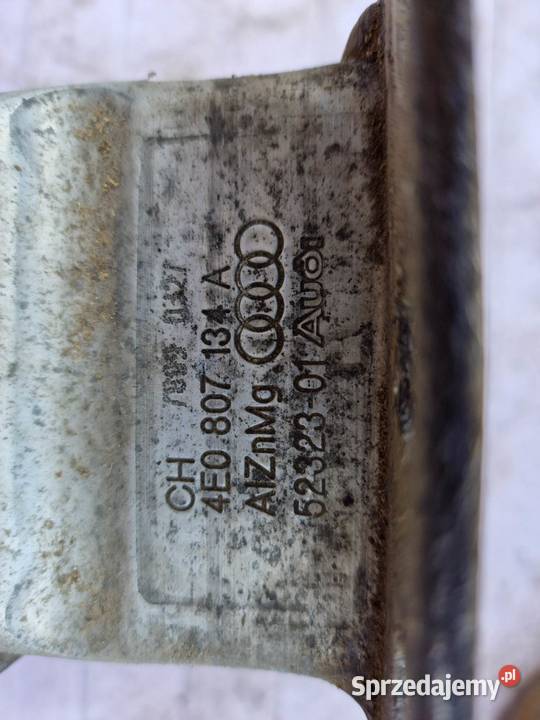 CH
4E0 807 134 A
AlZnMg
52323-01 Audi
Sprzedajemy.pl